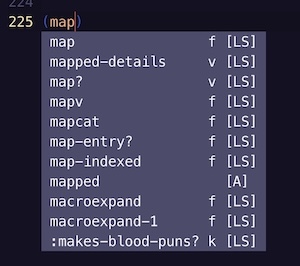 224
225 (map)
map f [LS]
mapped-details v [LS]
map? v [LS]
mapv f [LS]
mapcat f [LS]
map-entry? f [LS]
map-indexed f [LS]
mapped [A]
macroexpand f [LS]
macroexpand-1 f [LS]
:makes-blood-puns? k [LS]